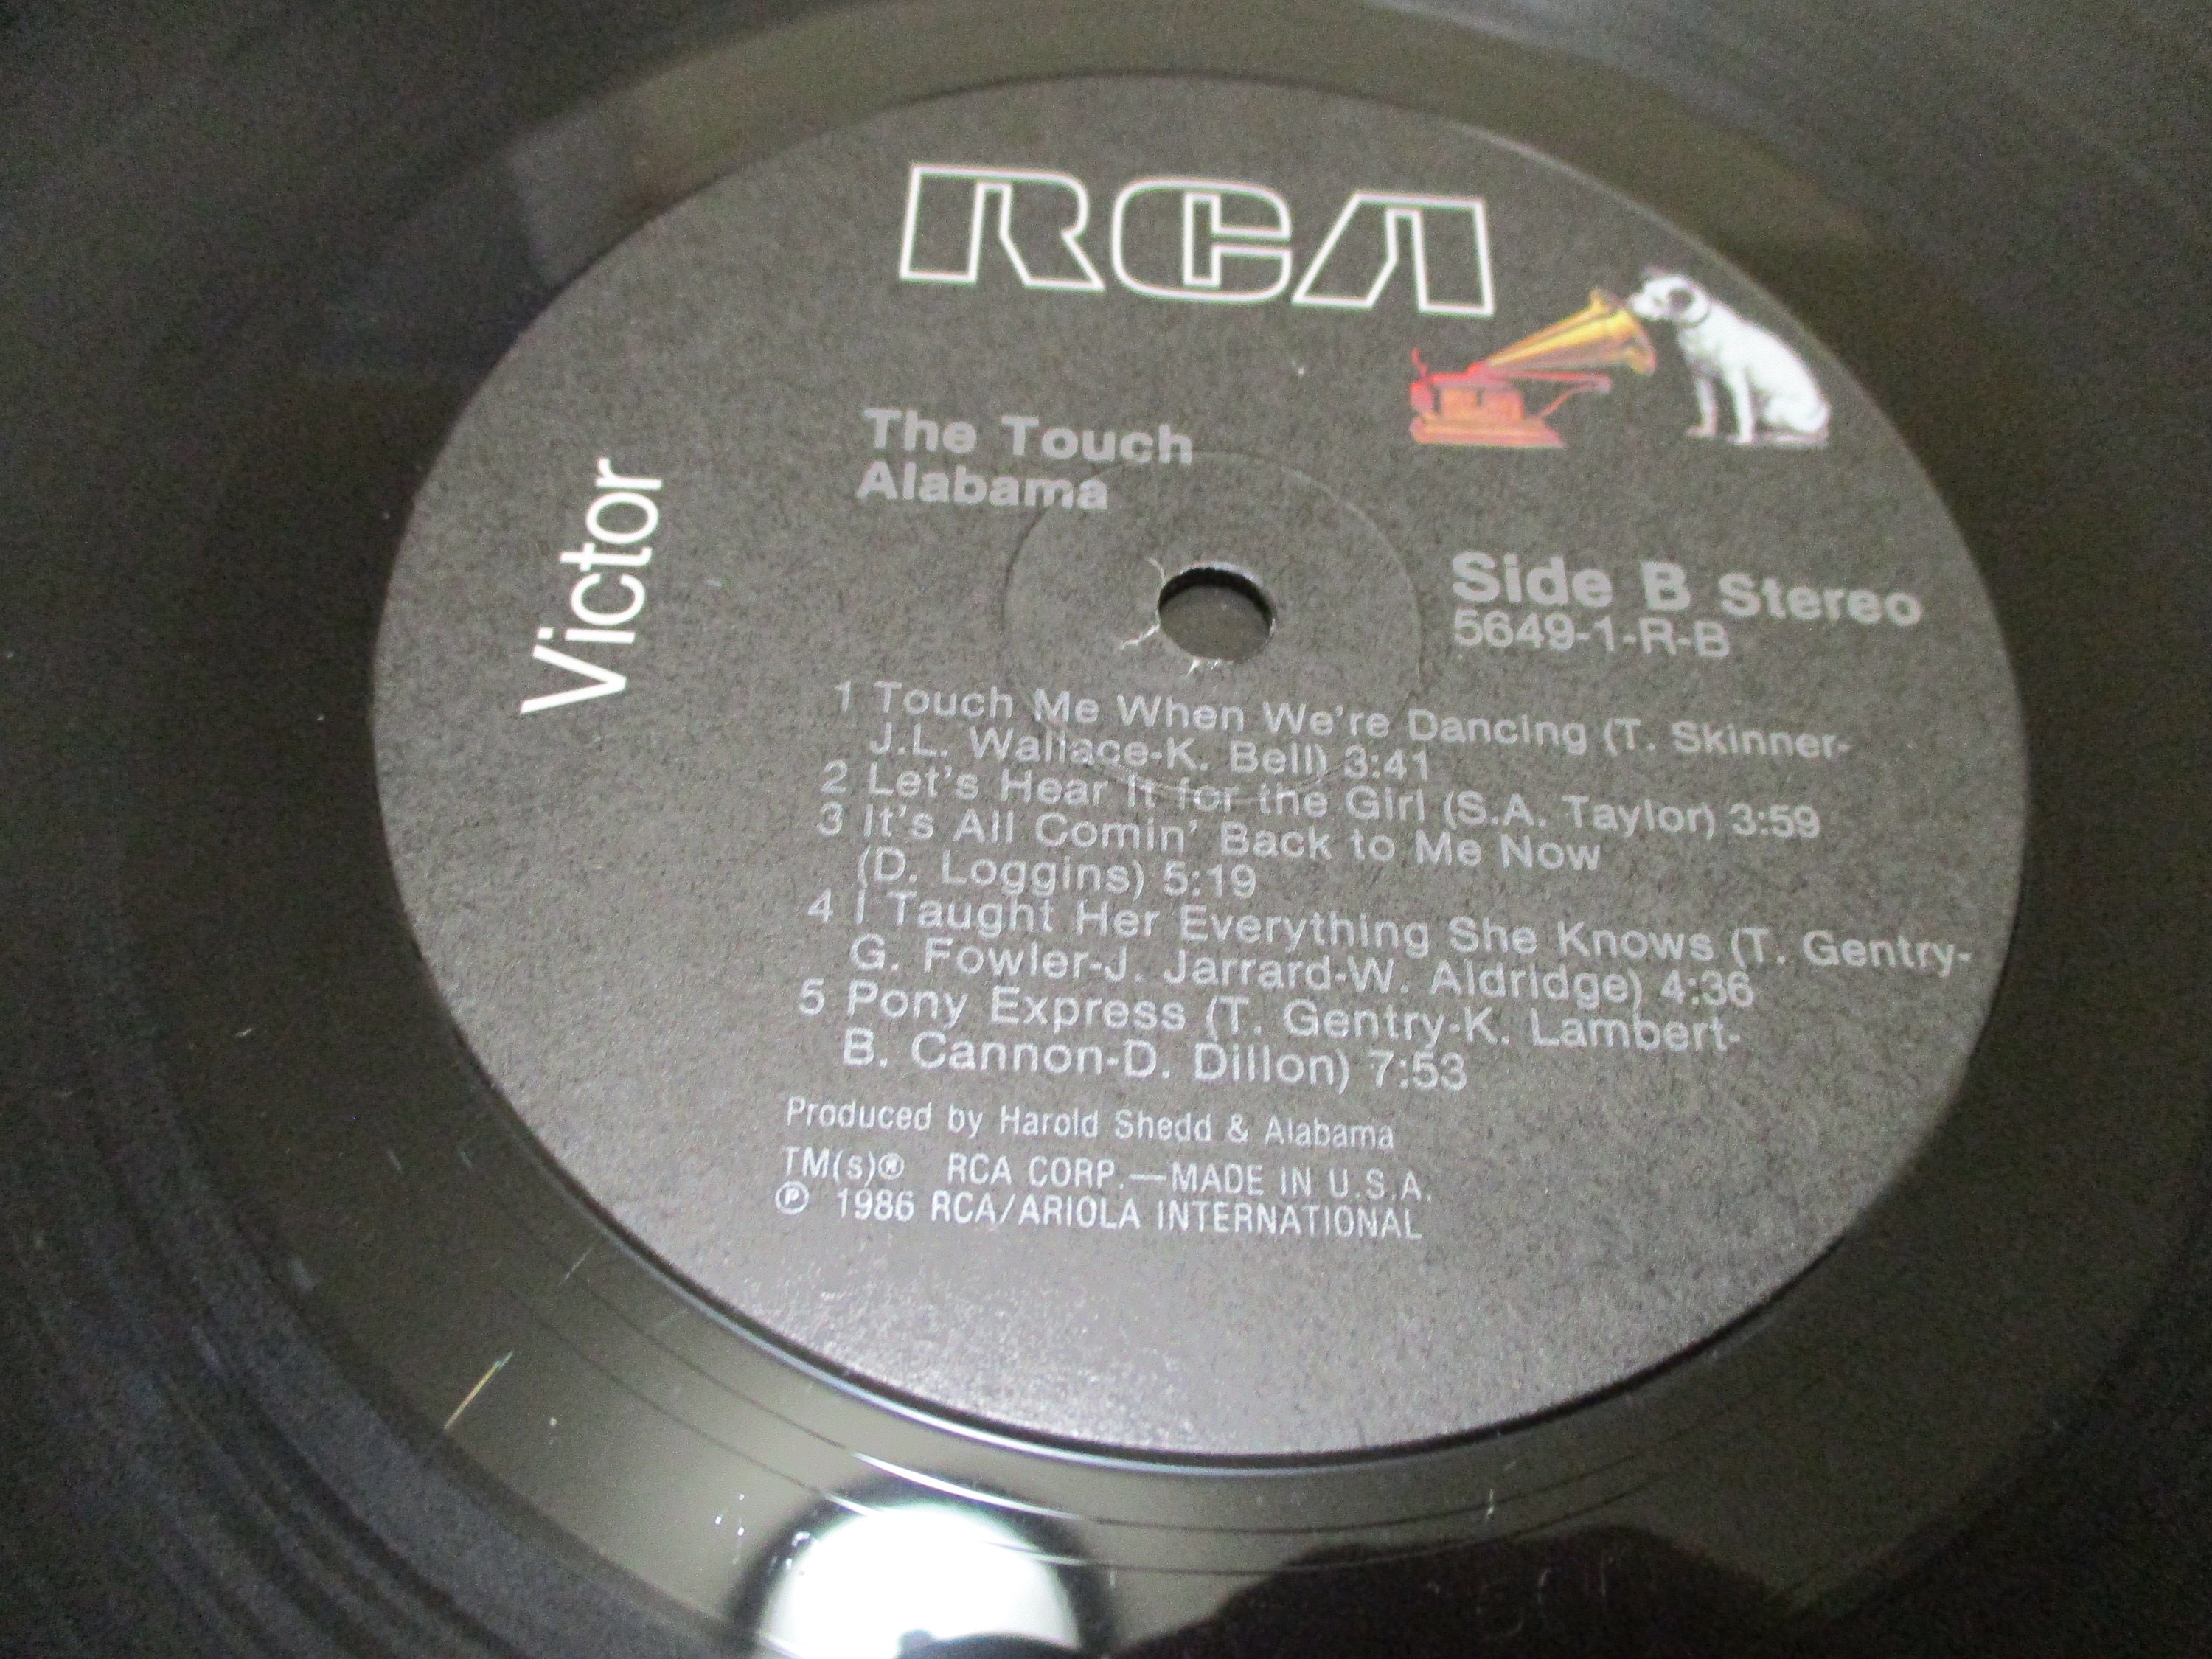 RCA
Victor
The Touch
Alabama
Side B Stereo
5649-1-R-B
1 Touch Me When We're Dancing (T. Skinner-
J.L. Wallace-K. Bell) 3:41
2 Let's Hear It for the Girl (S.A. Taylor) 3:59
3 It's All Comin' Back to Me Now
(D. Loggins) 5:19
4 I Taught Her Everything She Knows (T. Gentry-
G. Fowler-J. Jarrard-W. Aldridge) 4:36
5 Pony Express (T. Gentry-K. Lambert-
B. Cannon-D. Dillon) 7:53
Produced by Harold Shedd & Alabama
TM(s)® RCA CORP.—MADE IN U.S.A.
℗ 1986 RCA/ARIOLA INTERNATIONAL